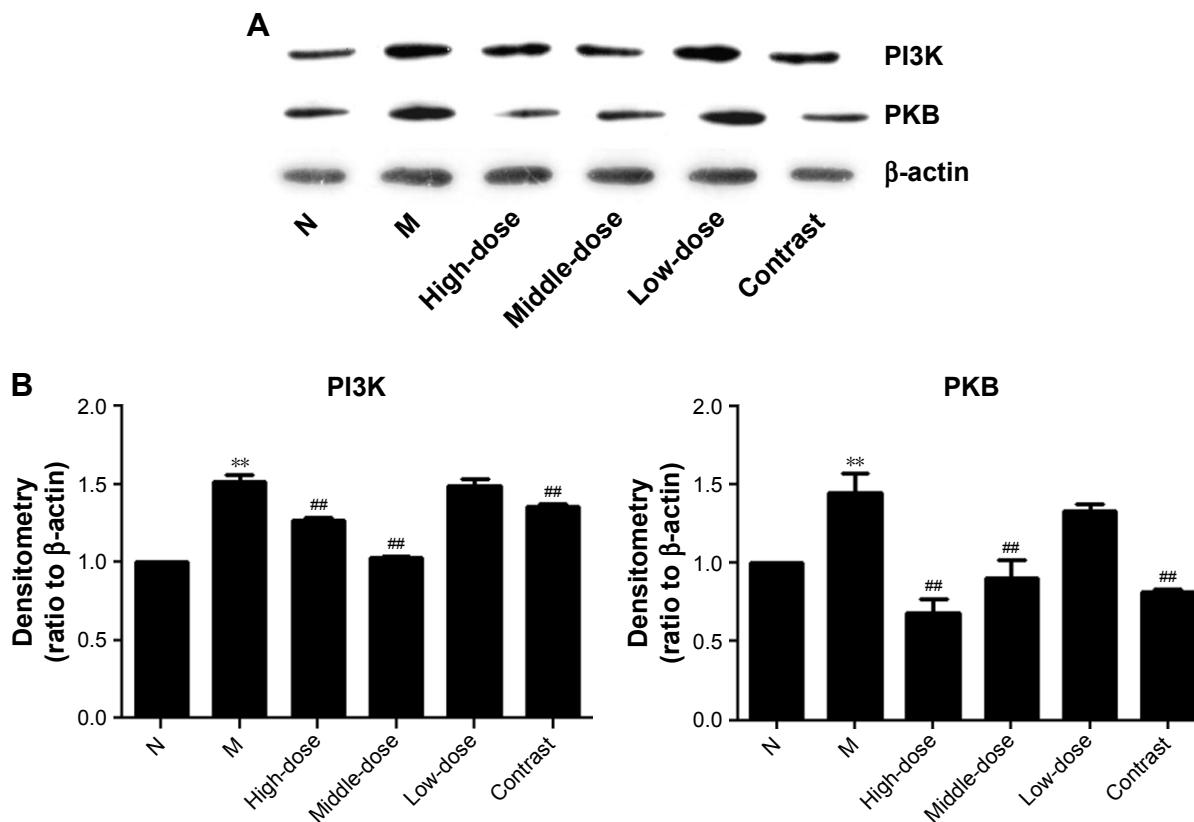 A
PI3K
PKB
β-actin
N
M
High-dose
Middle-dose
Low-dose
Contrast
B
PI3K
Densitometry
(ratio to β-actin)
2.0
1.5
1.0
0.5
0.0
**
##
##
##
N
M
High-dose
Middle-dose
Low-dose
Contrast
PKB
Densitometry
(ratio to β-actin)
2.0
1.5
1.0
0.5
0.0
**
##
##
##
N
M
High-dose
Middle-dose
Low-dose
Contrast